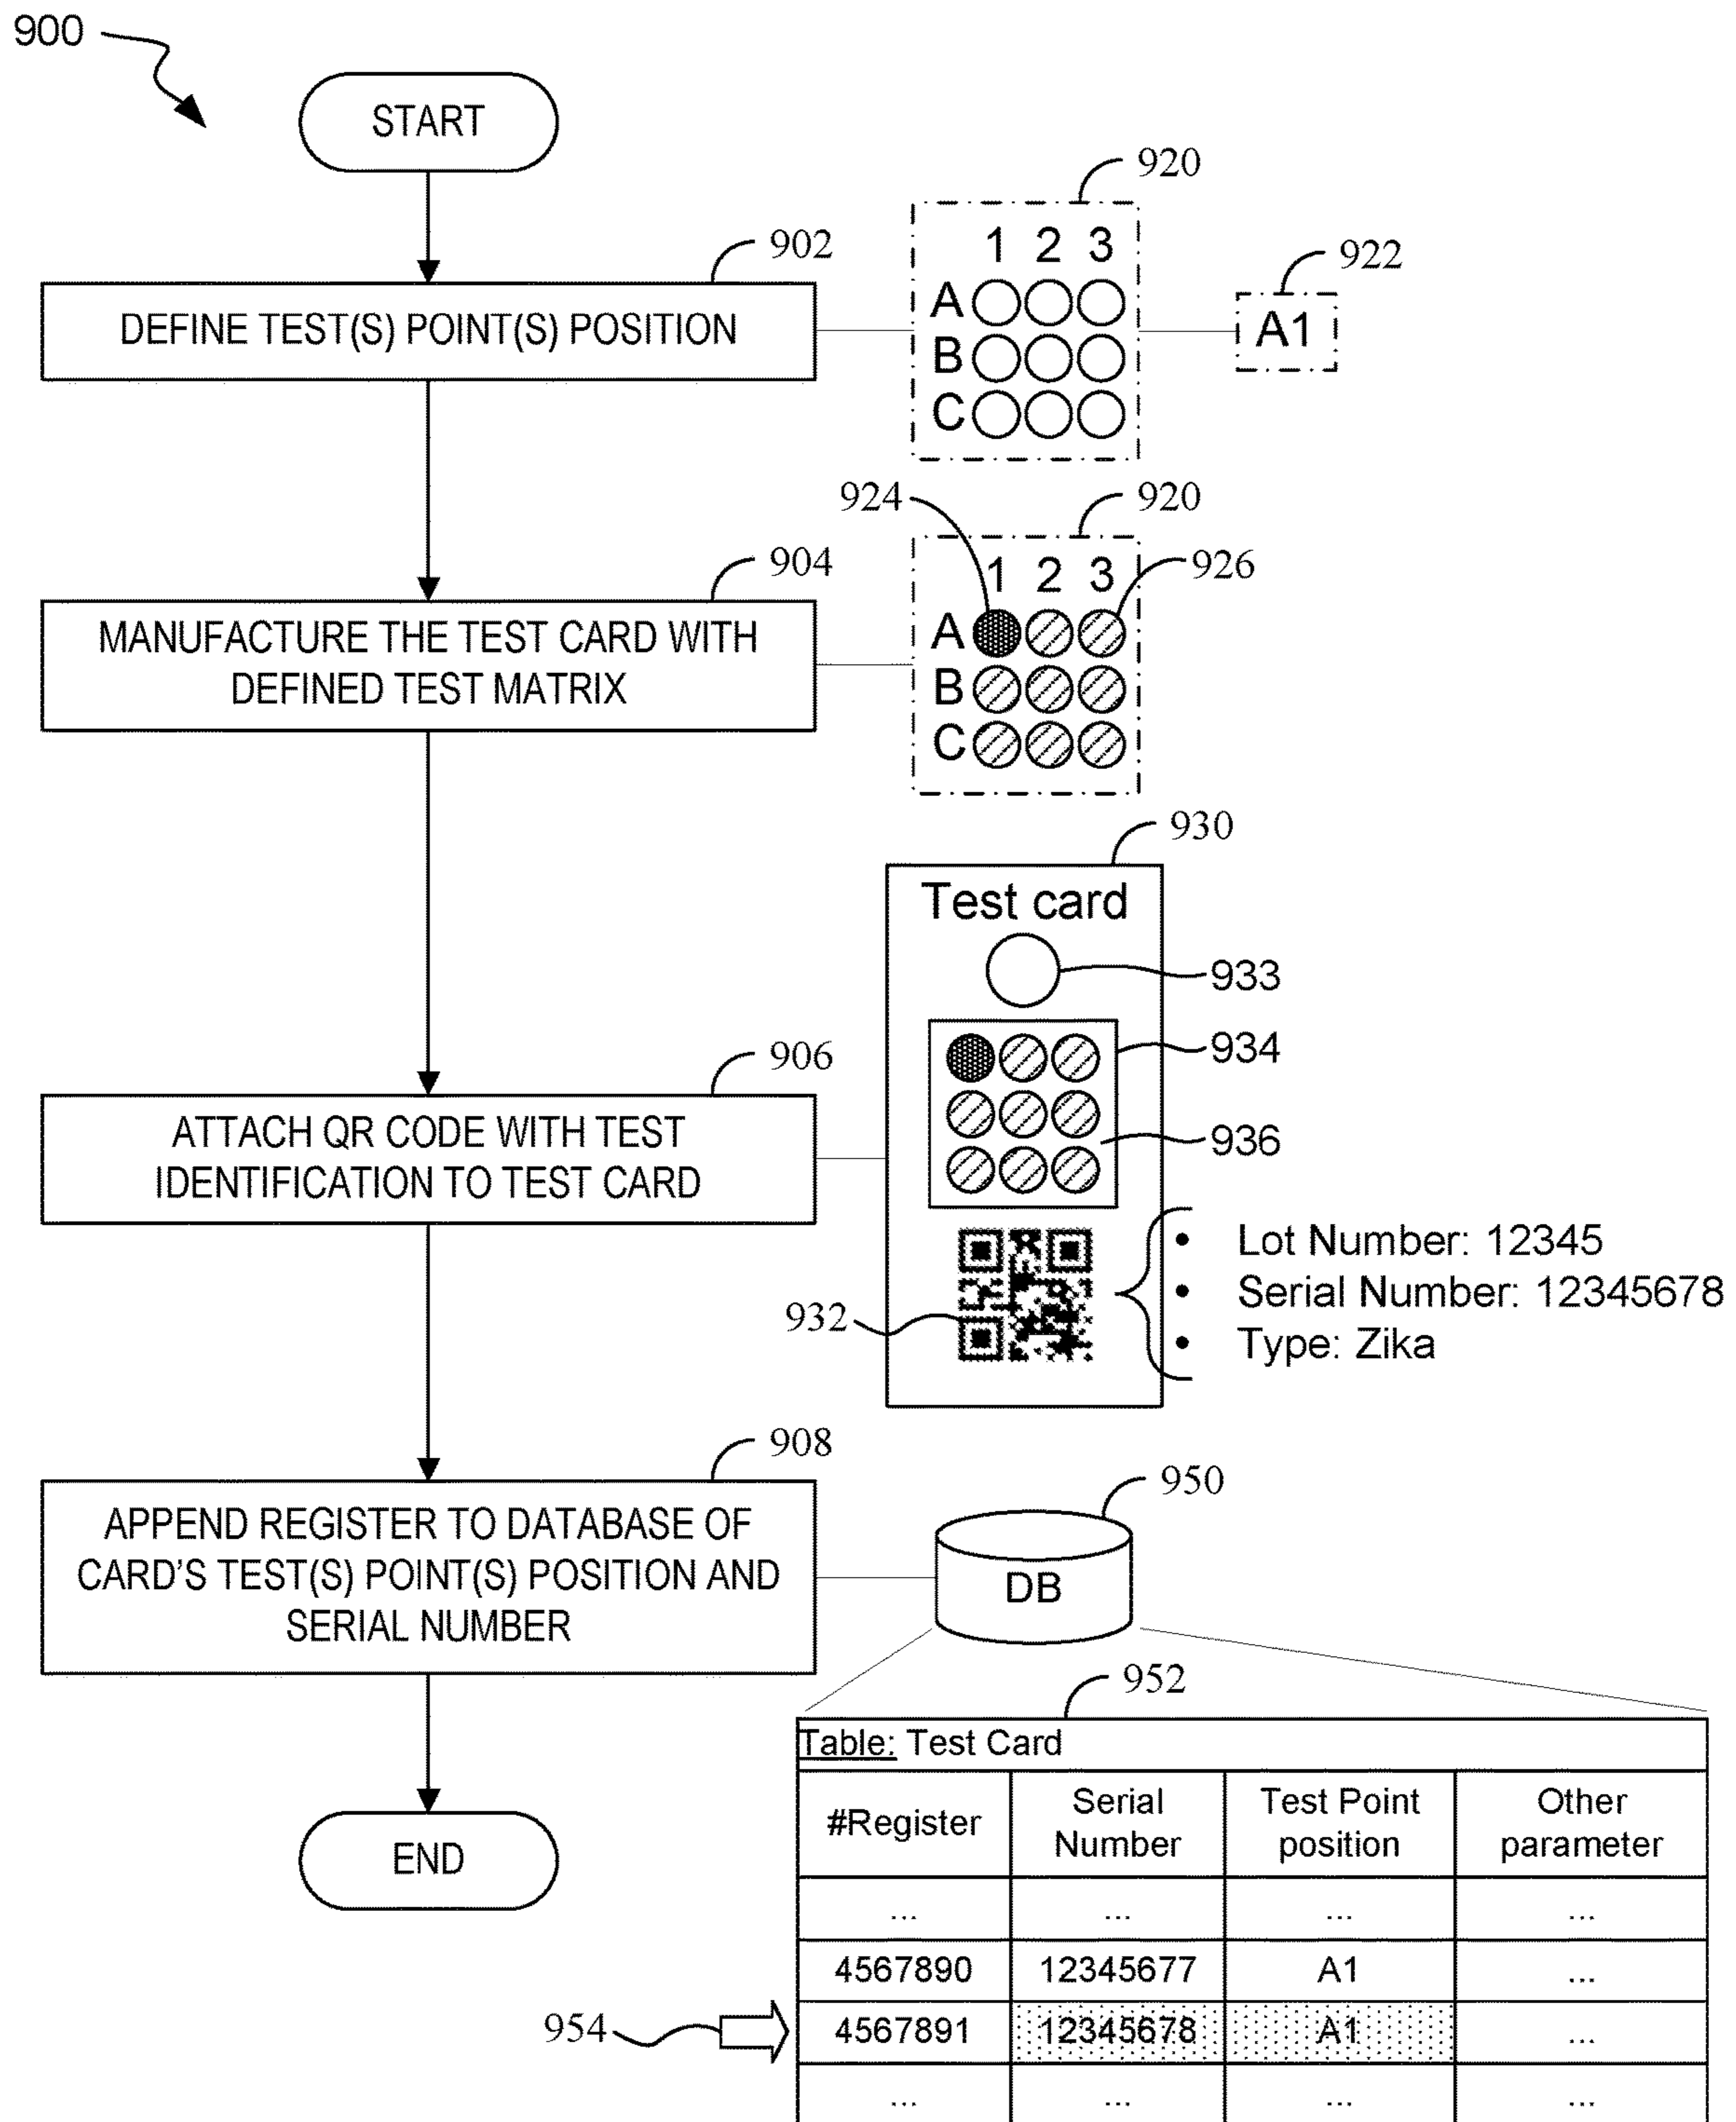 900
START
920
902
1 2 3
922
DEFINE TEST(S) POINT(S) POSITION
A
A1
B
C
924
920
904
1 2 3
926
MANUFACTURE THE TEST CARD WITH
DEFINED TEST MATRIX
A
B
C
930
Test card
933
934
906
ATTACH QR CODE WITH TEST
IDENTIFICATION TO TEST CARD
936
932
• Lot Number: 12345
• Serial Number: 12345678
• Type: Zika
908
APPEND REGISTER TO DATABASE OF
CARD'S TEST(S) POINT(S) POSITION AND
SERIAL NUMBER
950
DB
952
Table: Test Card
#Register
Serial
Number
Test Point
position
Other
parameter
... ... ... ...
4567890 12345677 A1 ...
954
4567891 12345678 A1 ...
... ... ... ...
END